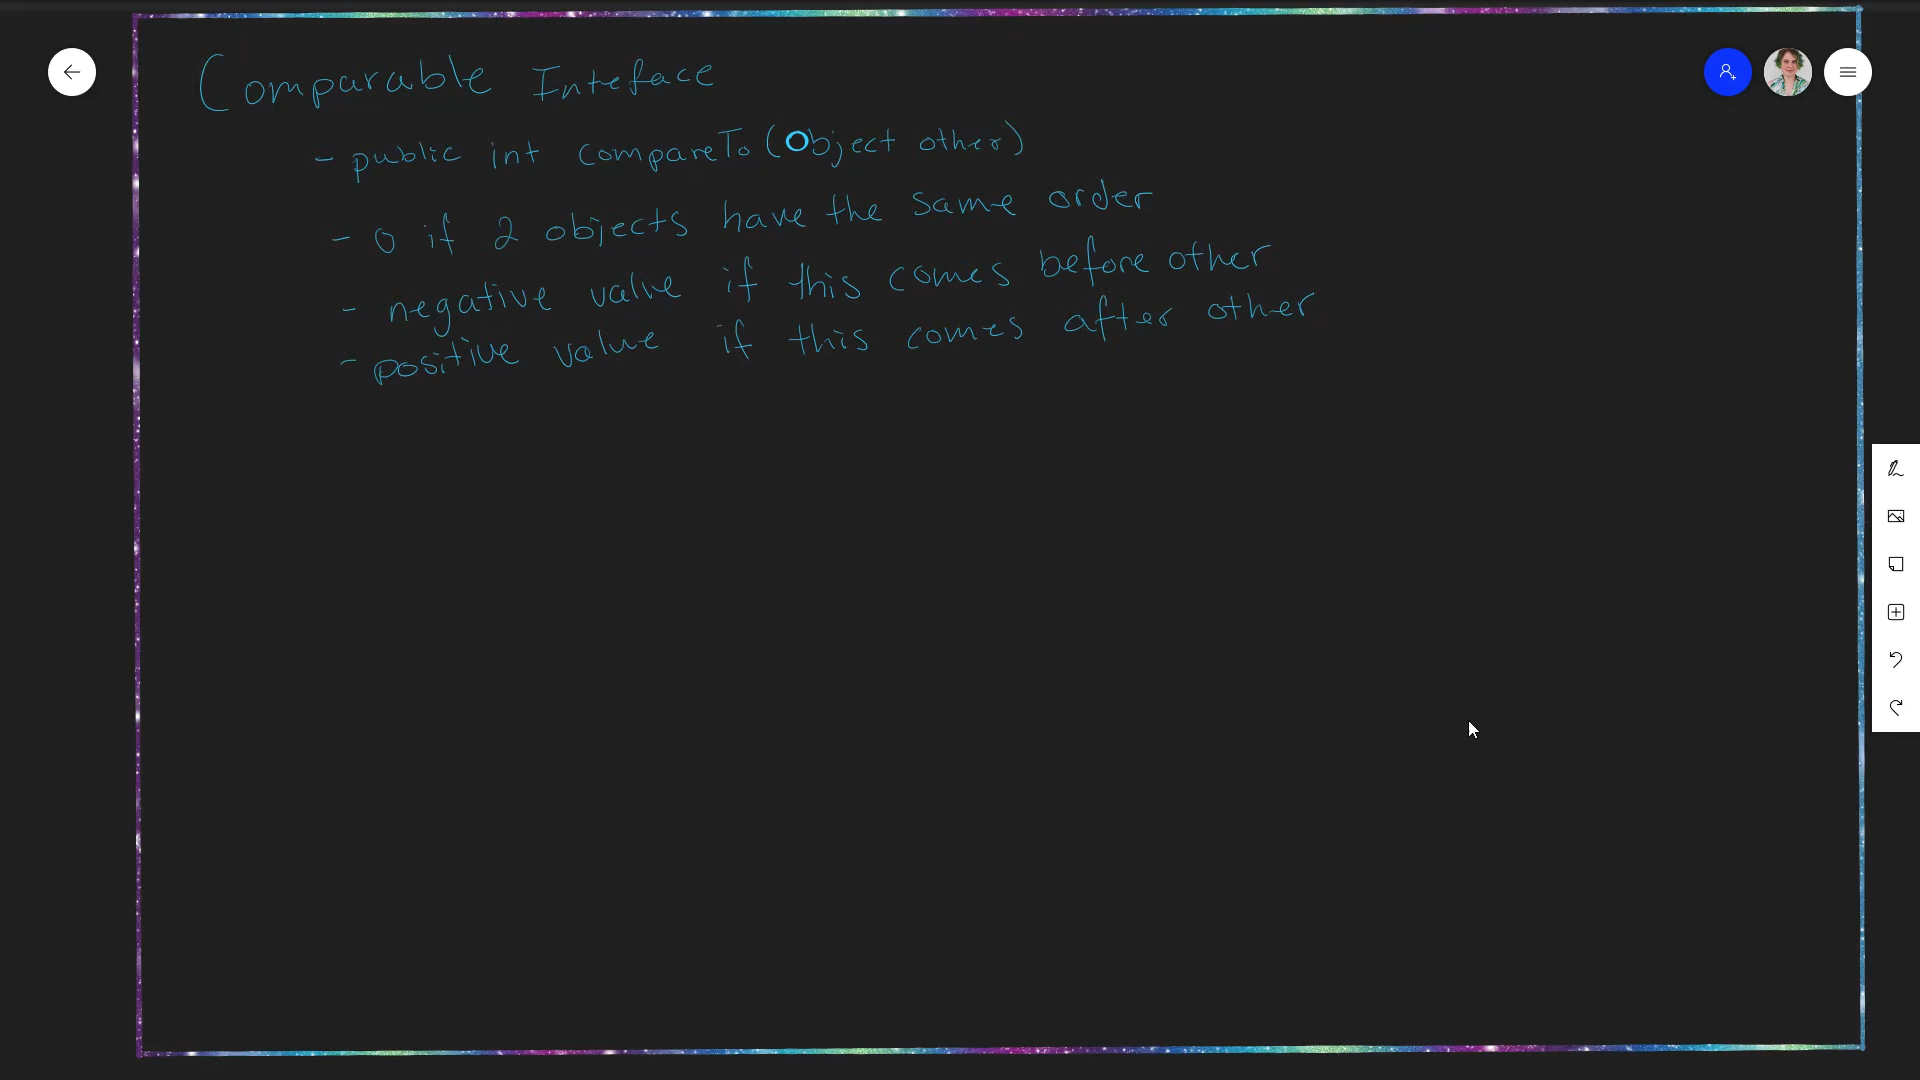 Comparable Inteface
- public int compareTo (Object other)
- 0 if 2 objects have the same order
- negative value if this comes before other
- positive value if this comes after other